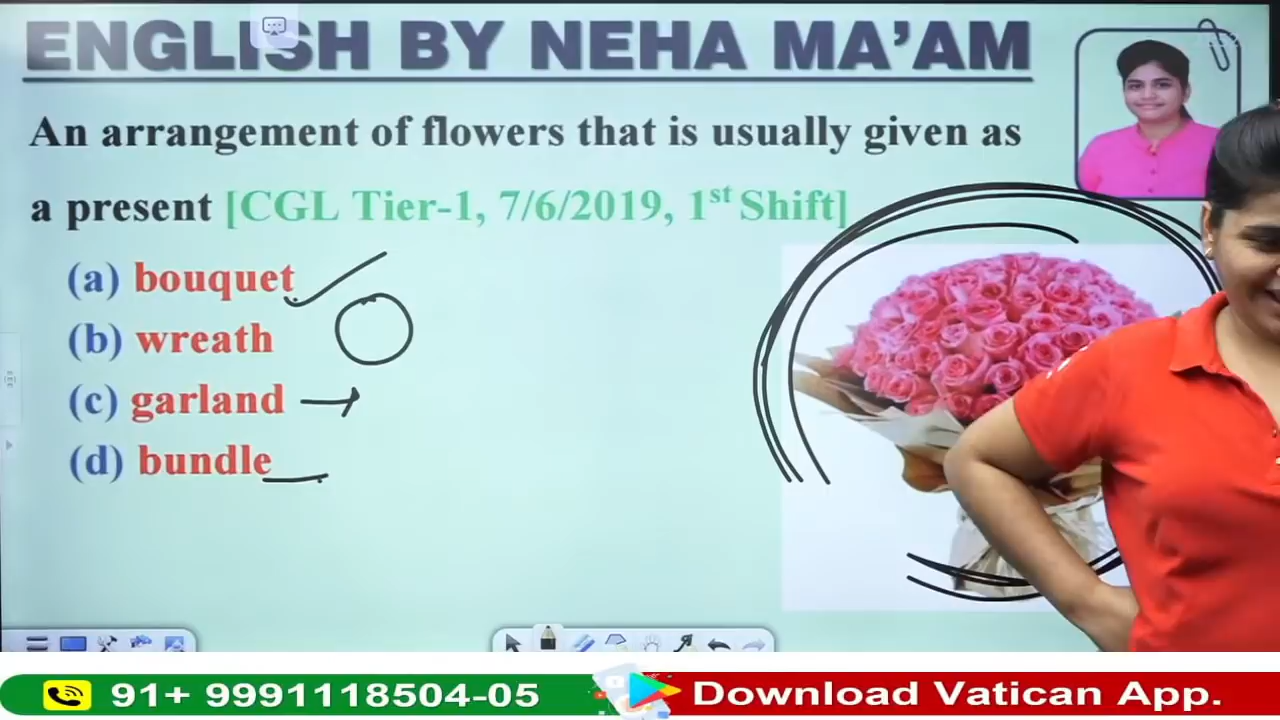 ENGLISH BY NEHA MA’AM
An arrangement of flowers that is usually given as
a present [CGL Tier-1, 7/6/2019, 1st Shift]
(a) bouquet
(b) wreath
(c) garland
(d) bundle
91+ 9991118504-05
Download Vatican App.